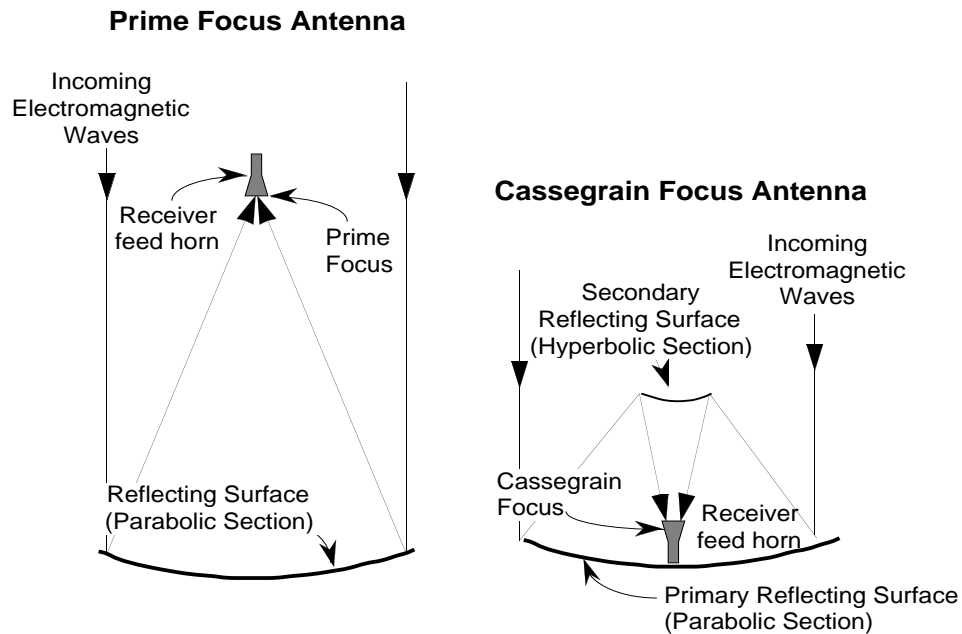 Prime Focus Antenna
Incoming
Electromagnetic
Waves
Receiver
feed horn
Prime
Focus
Reflecting Surface
(Parabolic Section)
Cassegrain Focus Antenna
Incoming
Electromagnetic
Waves
Secondary
Reflecting Surface
(Hyperbolic Section)
Cassegrain
Focus
Receiver
feed horn
Primary Reflecting Surface
(Parabolic Section)